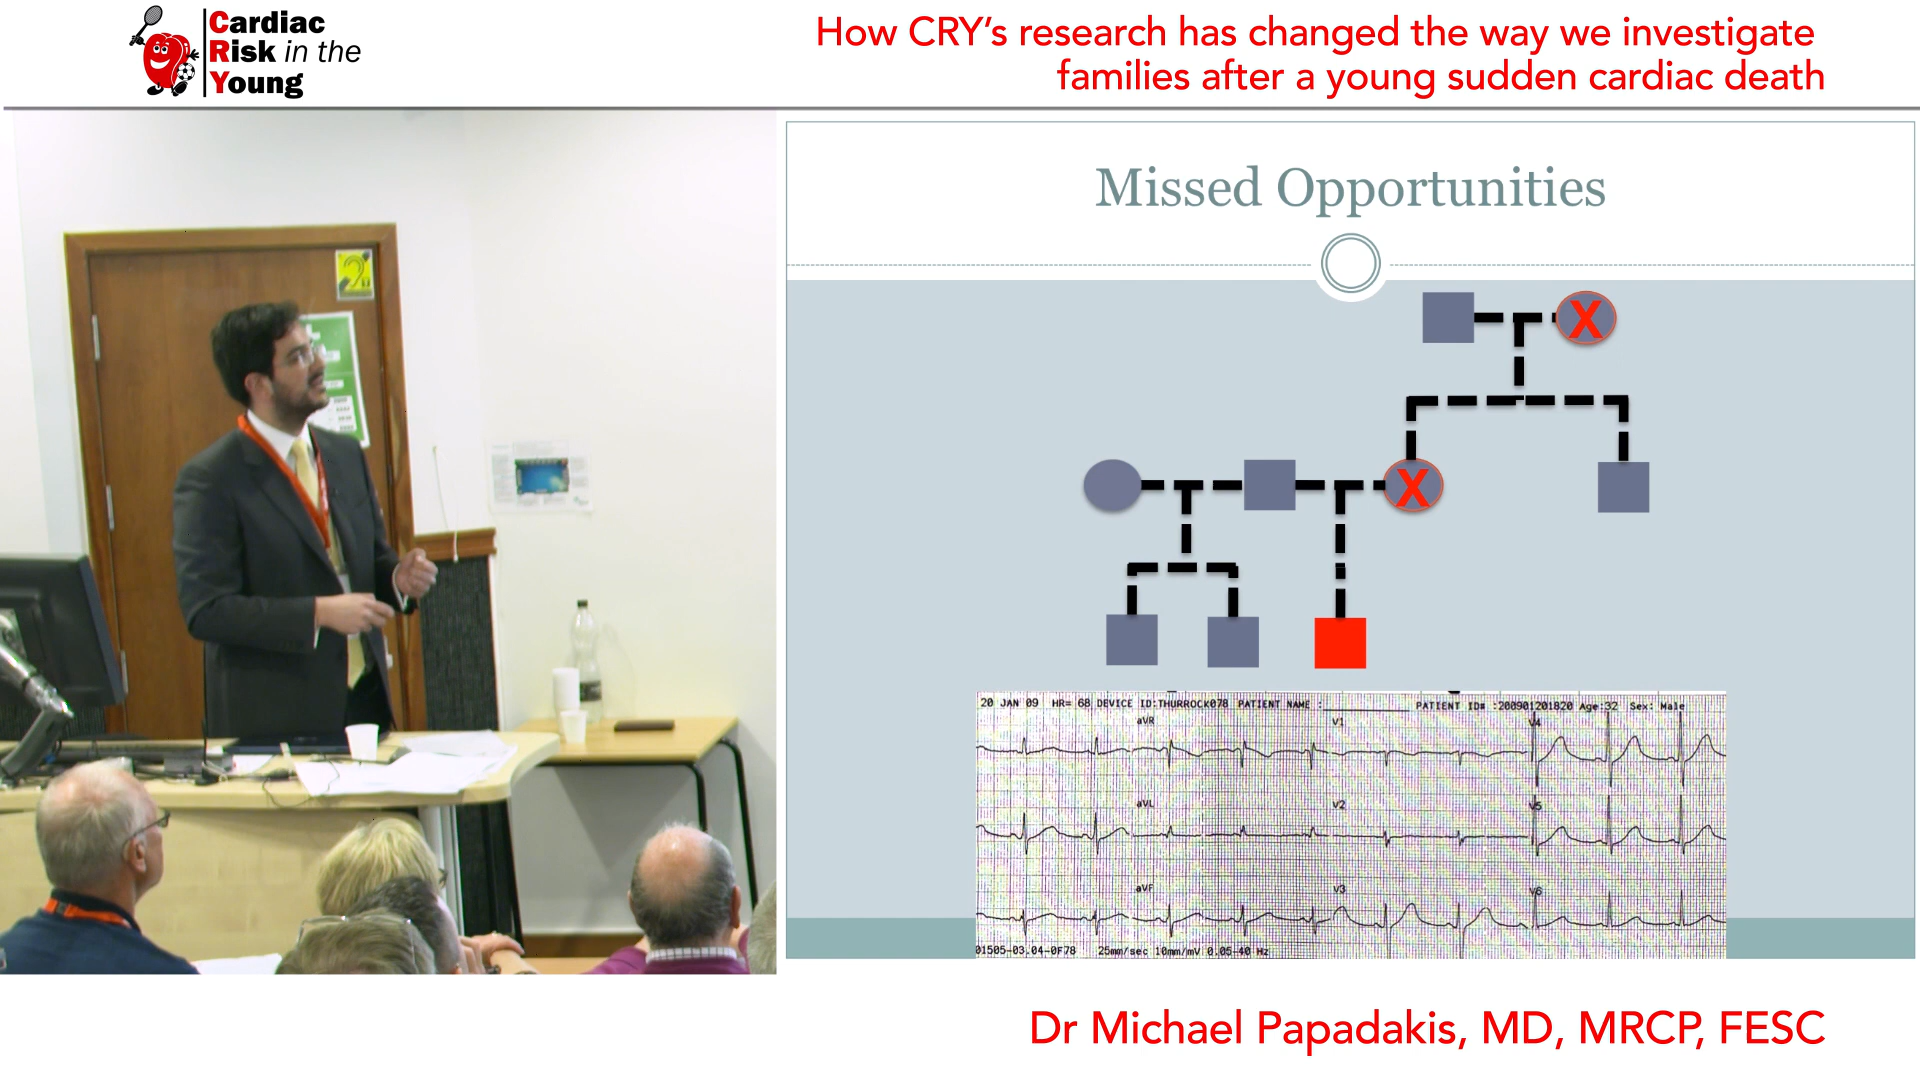 Cardiac
Risk in the
Young
How CRY's research has changed the way we investigate
families after a young sudden cardiac death
Missed Opportunities
X
X
20 JAN 09 HR= 68 DEVICE ID:THURROCK078 PATIENT NAME : PATIENT ID# :200901201820 Age:32 Sex: Male
aVR V1 V4
aVL V2 V5
aVF V3 V6
01505-03.04-0F78 25mm/sec 10mm/mV 0.05-40 Hz
Dr Michael Papadakis, MD, MRCP, FESC